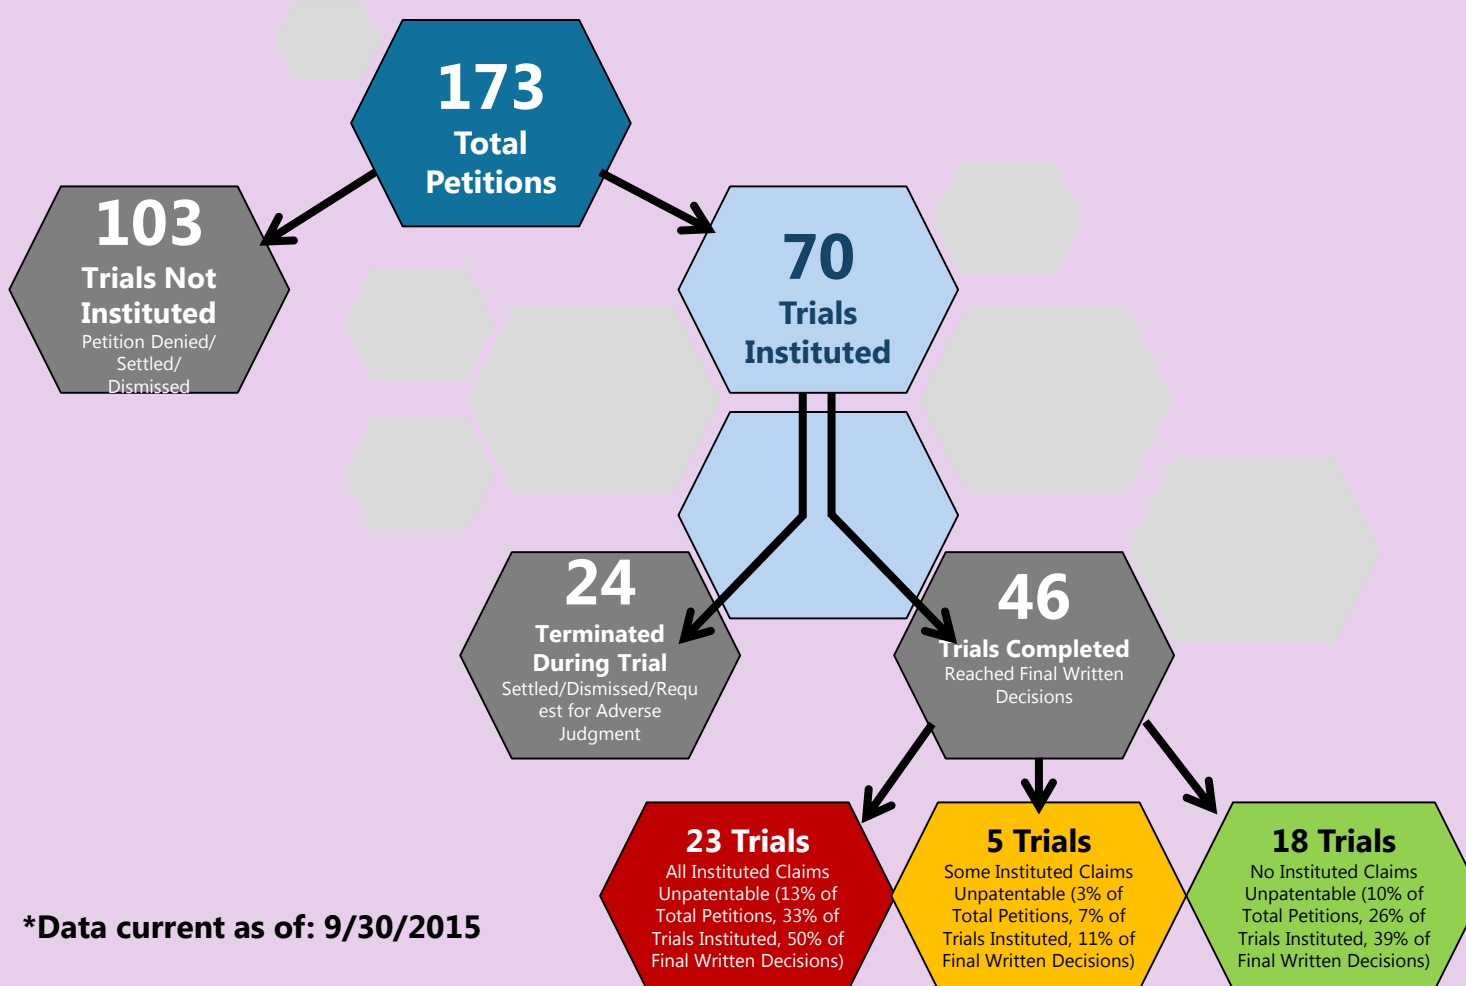 173
Total
Petitions
103
Trials Not
Instituted
Petition Denied/
Settled/
Dismissed
70
Trials
Instituted
24
Terminated
During Trial
Settled/Dismissed/Requ
est for Adverse
Judgment
46
Trials Completed
Reached Final Written
Decisions
23 Trials
All Instituted Claims
Unpatentable (13% of
Total Petitions, 33% of
Trials Instituted, 50% of
Final Written Decisions)
5 Trials
Some Instituted Claims
Unpatentable (3% of
Total Petitions, 7% of
Trials Instituted, 11% of
Final Written Decisions)
18 Trials
No Instituted Claims
Unpatentable (10% of
Total Petitions, 26% of
Trials Instituted, 39% of
Final Written Decisions)
*Data current as of: 9/30/2015